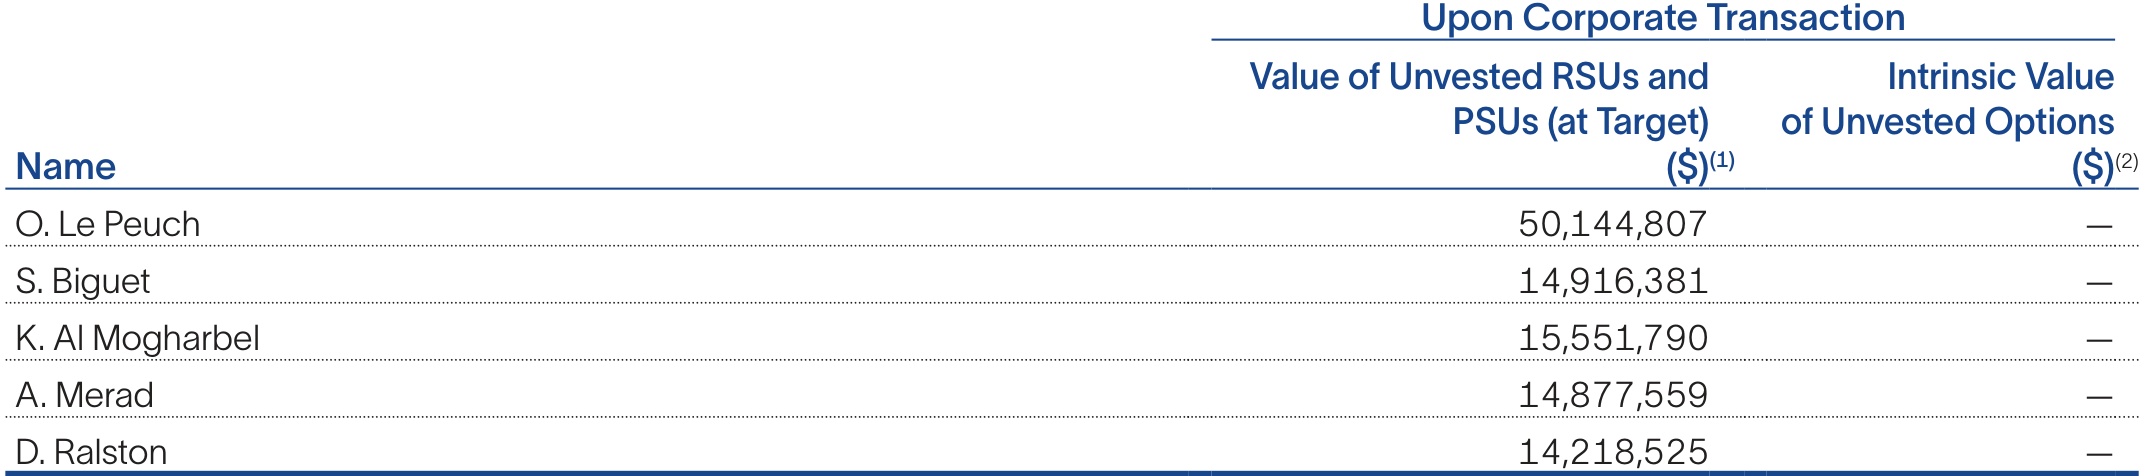 Upon Corporate Transaction
Value of Unvested RSUs and Intrinsic Value
PSUs (at Target) of Unvested Options
Name ($)(1) ($)(2)
O. Le Peuch 50,144,807 —
S. Biguet 14,916,381 —
K. Al Mogharbel 15,551,790 —
A. Merad 14,877,559 —
D. Ralston 14,218,525 —